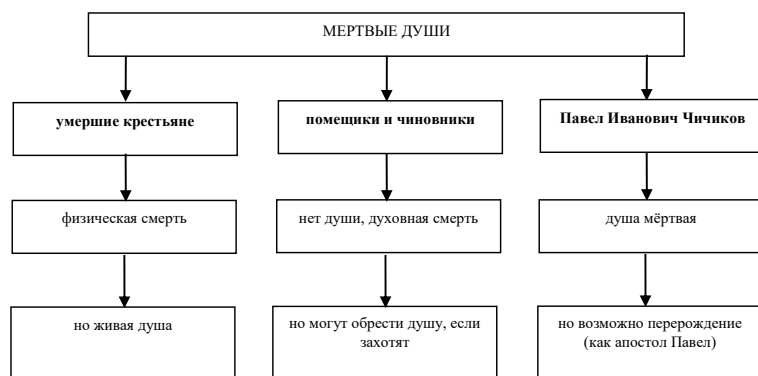 МЕРТВЫЕ ДУШИ
умершие крестьяне
помещики и чиновники
Павел Иванович Чичиков
физическая смерть
нет души, духовная смерть
душа мёртвая
но живая душа
но могут обрести душу, если
захотят
но возможно перерождение
(как апостол Павел)